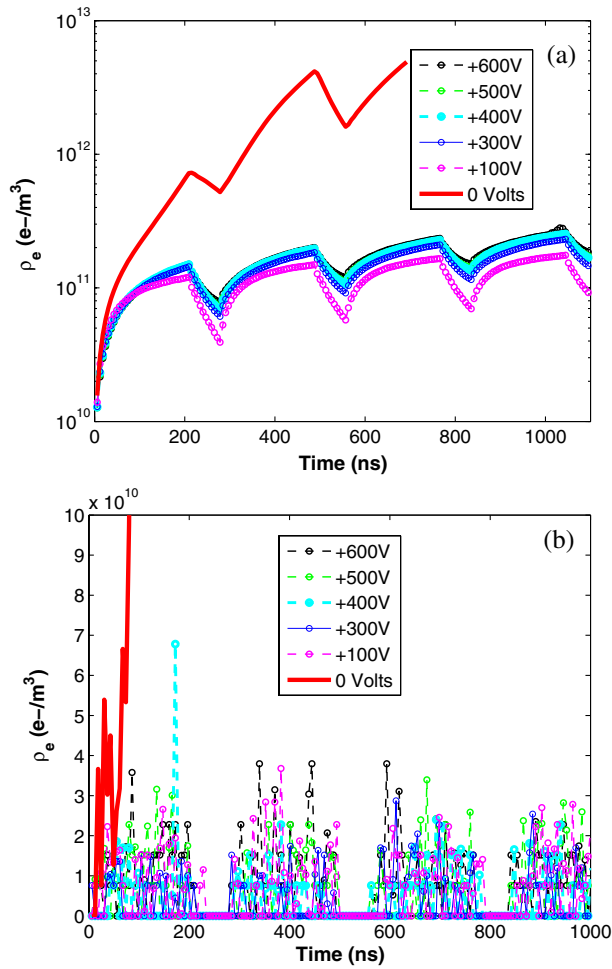 10^13
(a)
+600V
+500V
+400V
+300V
+100V
0 Volts
10^12
ρ_e (e−/m^3)
10^11
10^10
0 200 400 600 800 1000
Time (ns)
x 10^10
10
(b)
9
+600V
+500V
+400V
+300V
+100V
0 Volts
8
7
6
ρ_e (e−/m^3)
5
4
3
2
1
0
0 200 400 600 800 1000
Time (ns)